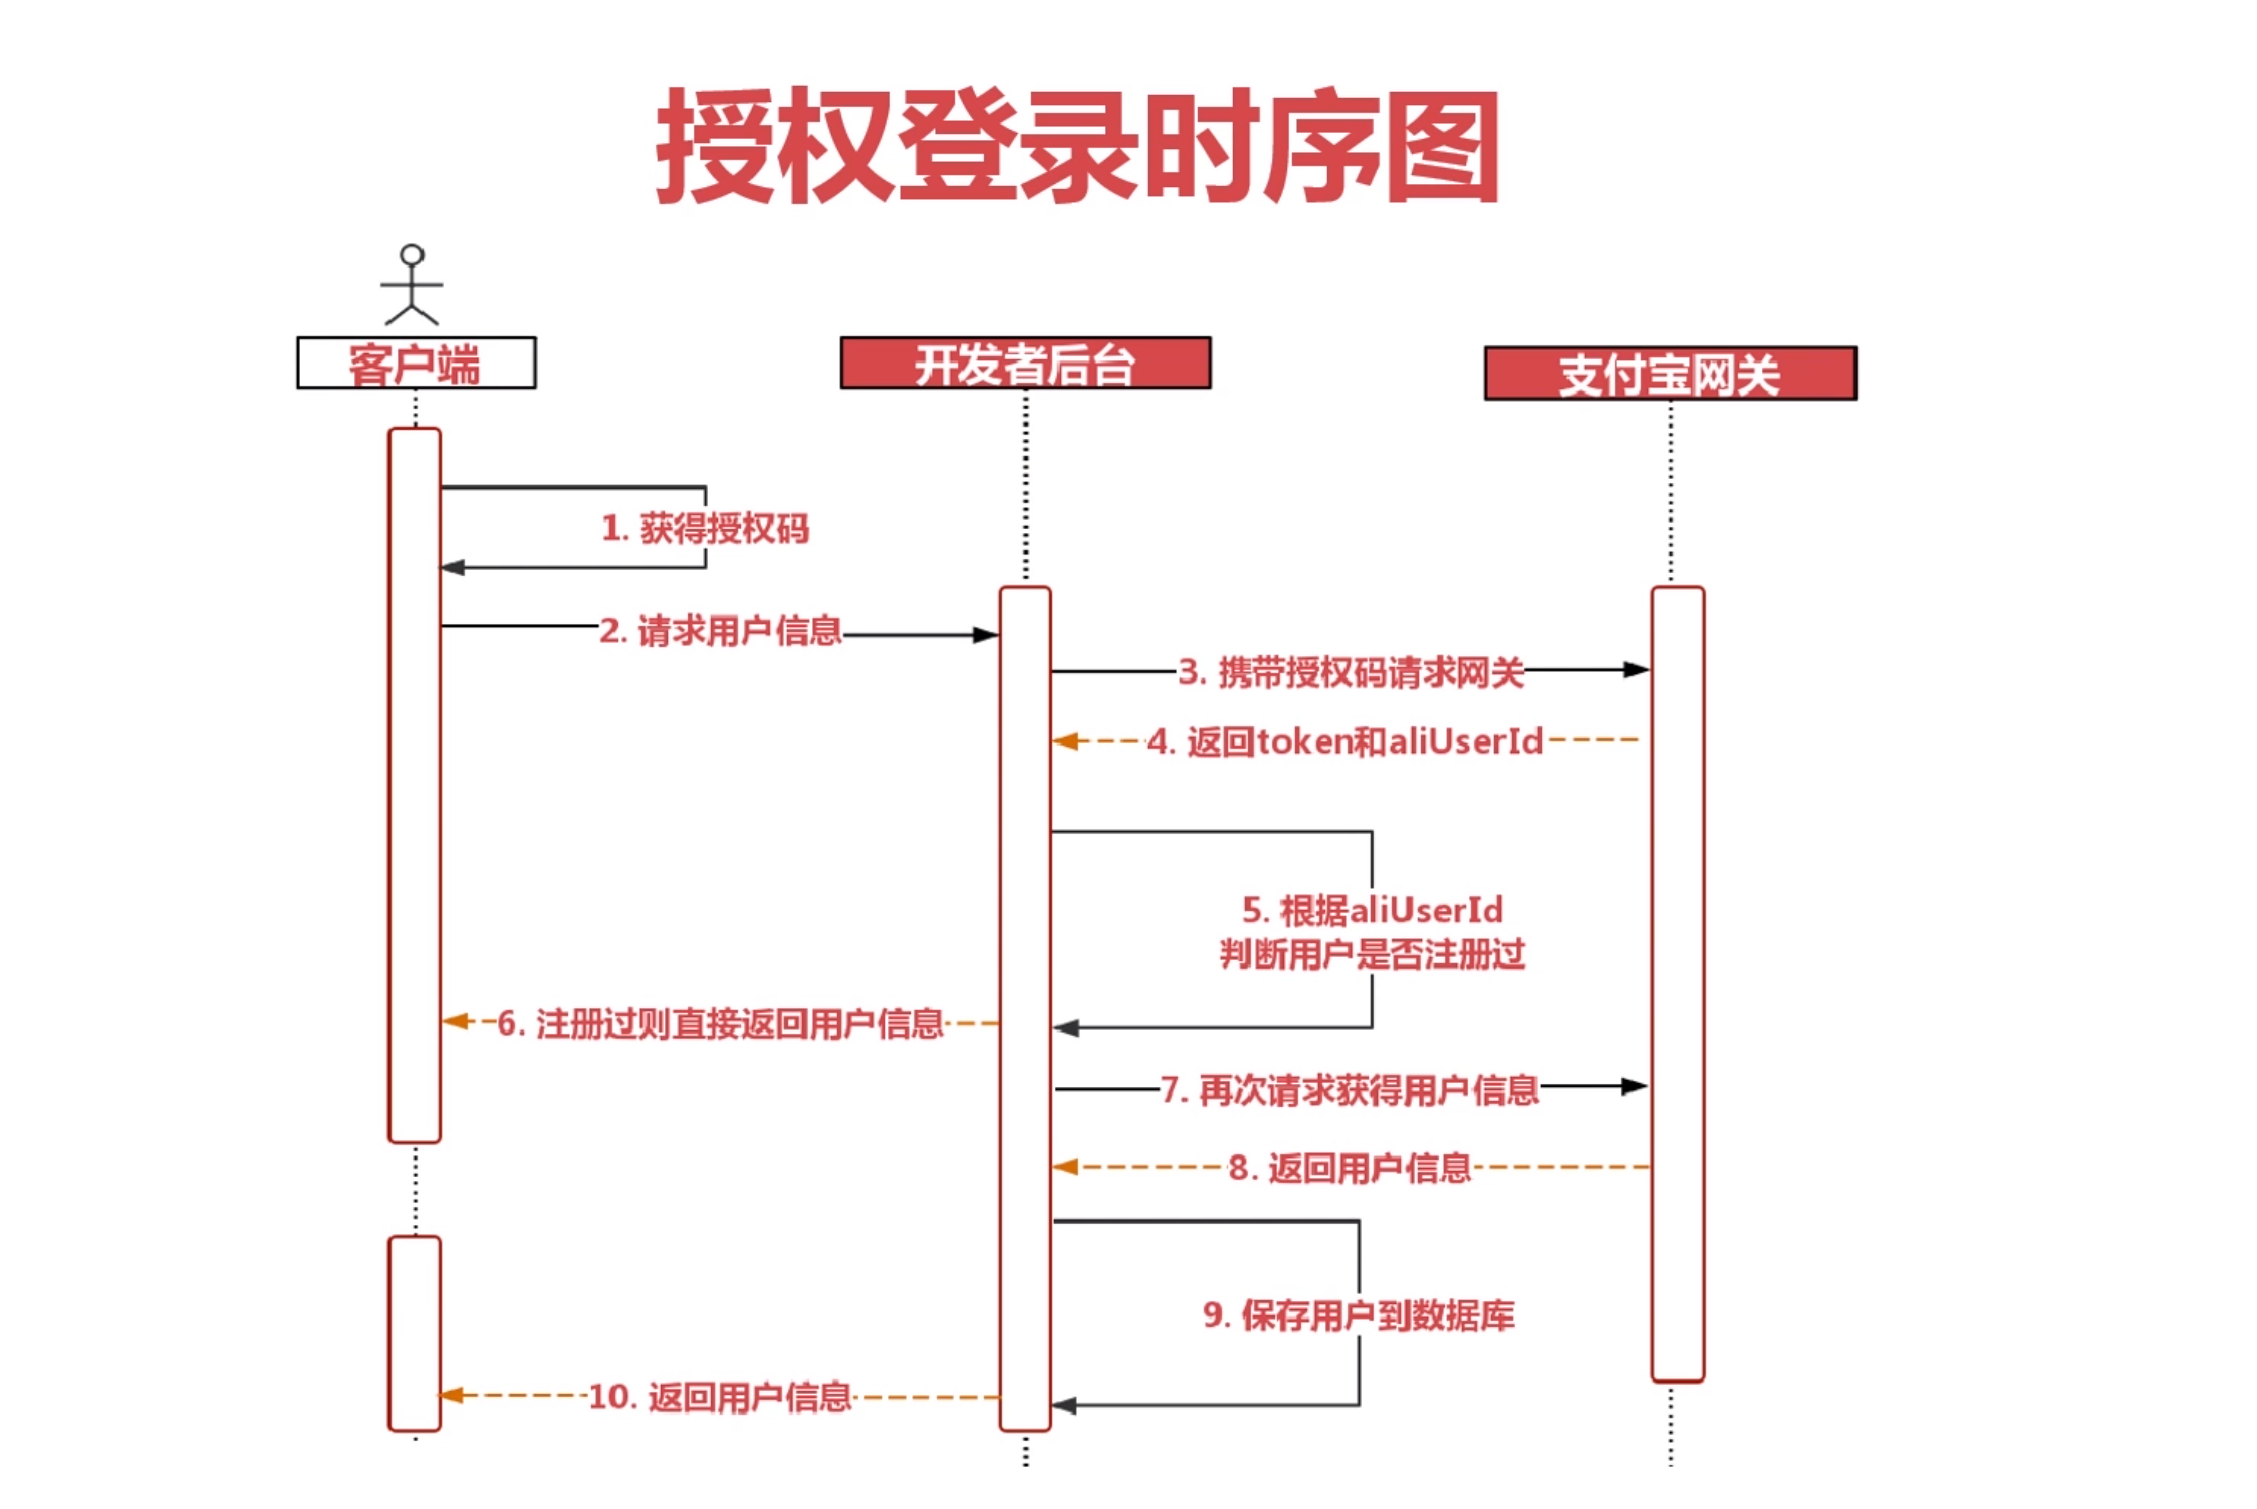 授权登录时序图
客户端
开发者后台
支付宝网关
1. 获得授权码
2. 请求用户信息
3. 携带授权码请求网关
4. 返回token和aliUserId
5. 根据aliUserId
判断用户是否注册过
6. 注册过则直接返回用户信息
7. 再次请求获得用户信息
8. 返回用户信息
9. 保存用户到数据库
10. 返回用户信息